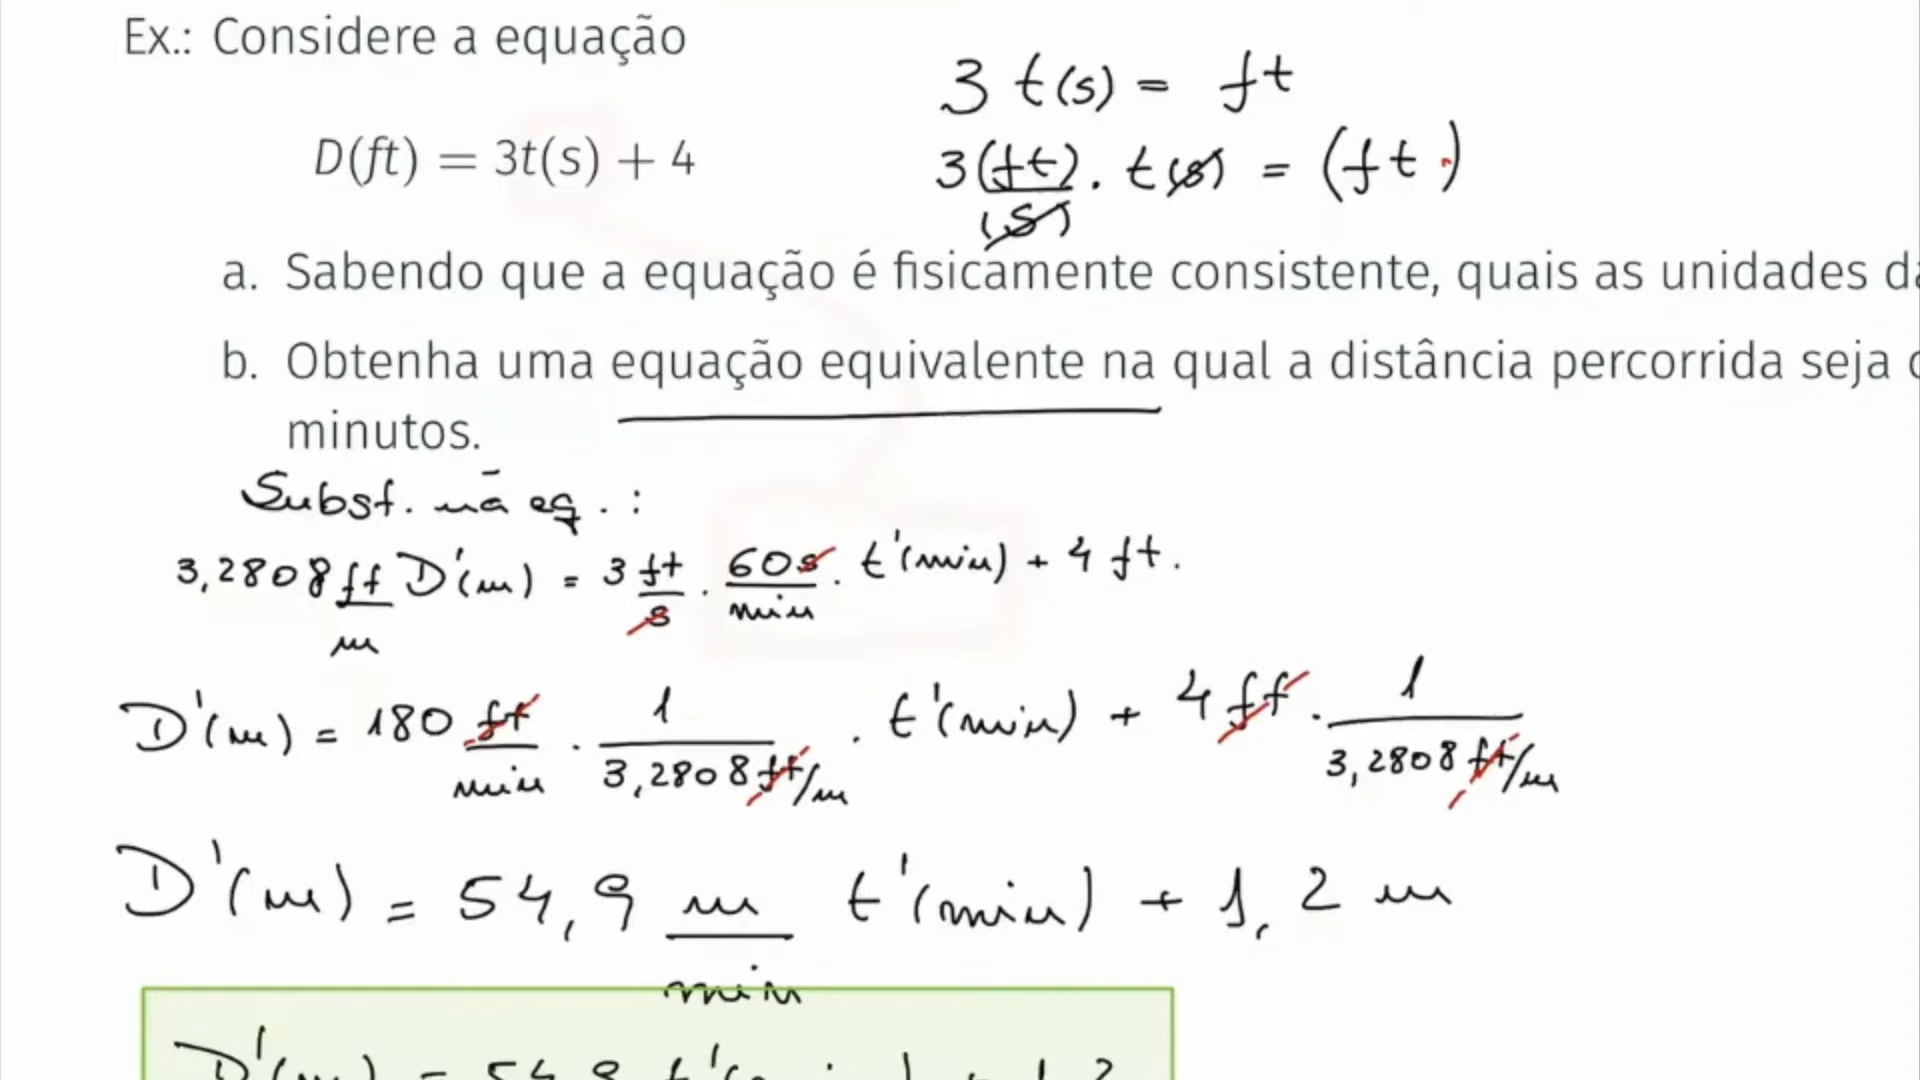 Ex.: Considere a equação
3 t(s) = ft
D(ft) = 3t(s) + 4
3 (ft)/(s) . t(s) = (ft)
a. Sabendo que a equação é fisicamente consistente, quais as unidades
b. Obtenha uma equação equivalente na qual a distância percorrida seja
minutos.
Subst. na eq. :
3,2808 ft/m D'(m) = 3 ft/s . 60s/min . t'(min) + 4 ft.
D'(m) = 180 ft/min . 1/3,2808 ft/m . t'(min) + 4 ft . 1/3,2808 ft/m
D'(m) = 54,9 m/min t'(min) + 1,2 m